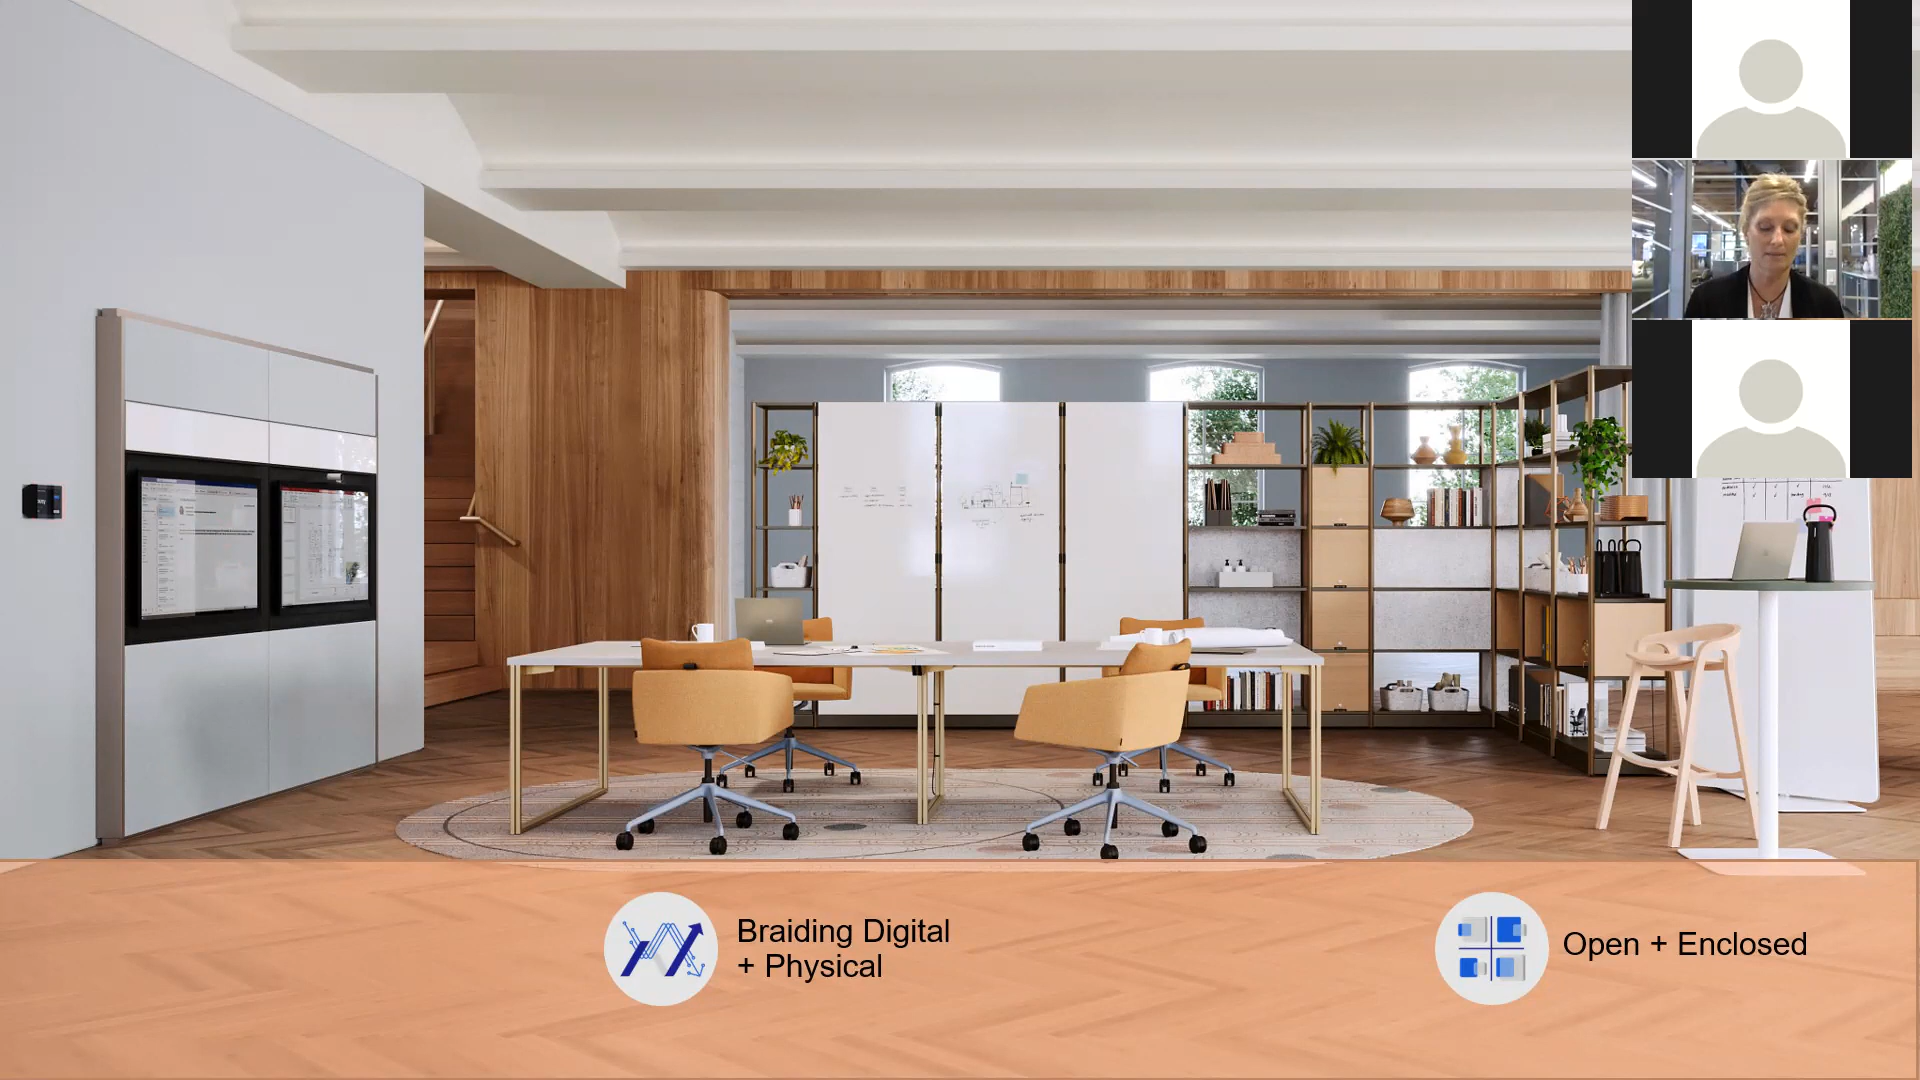 Braiding Digital
+ Physical
Open + Enclosed